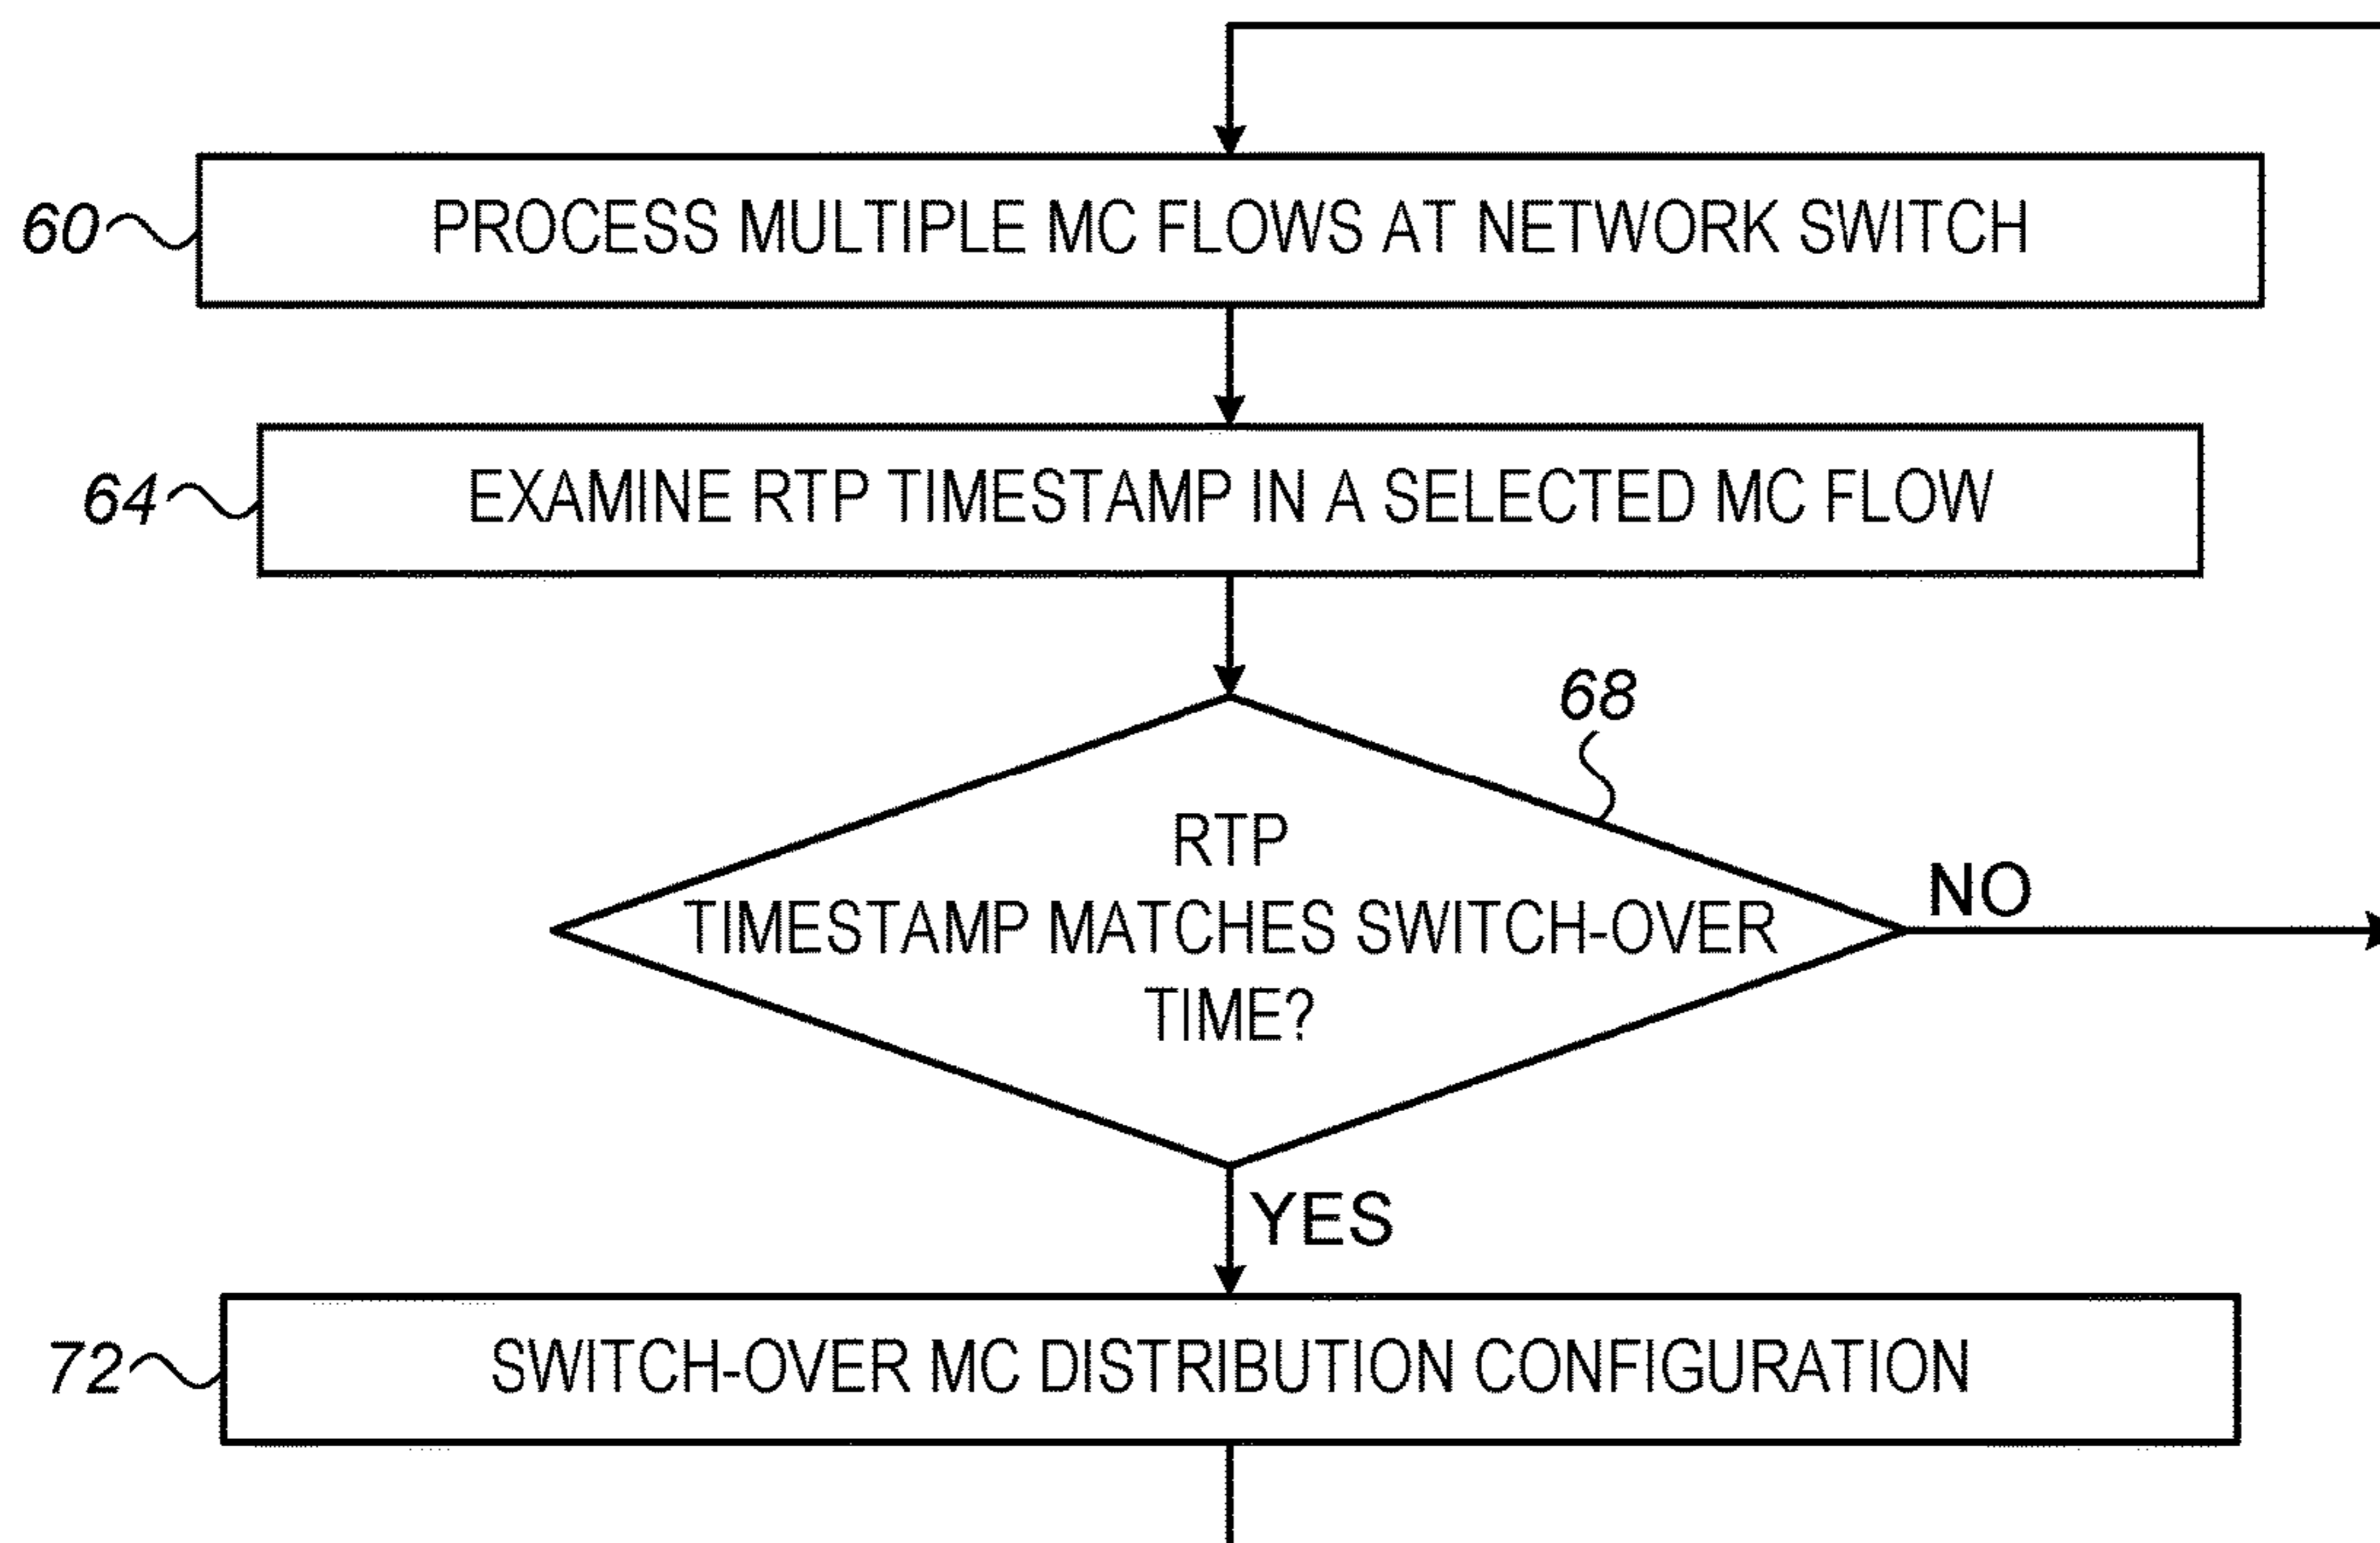 60
PROCESS MULTIPLE MC FLOWS AT NETWORK SWITCH
64
EXAMINE RTP TIMESTAMP IN A SELECTED MC FLOW
68
RTP
TIMESTAMP MATCHES SWITCH-OVER
TIME?
NO
YES
72
SWITCH-OVER MC DISTRIBUTION CONFIGURATION